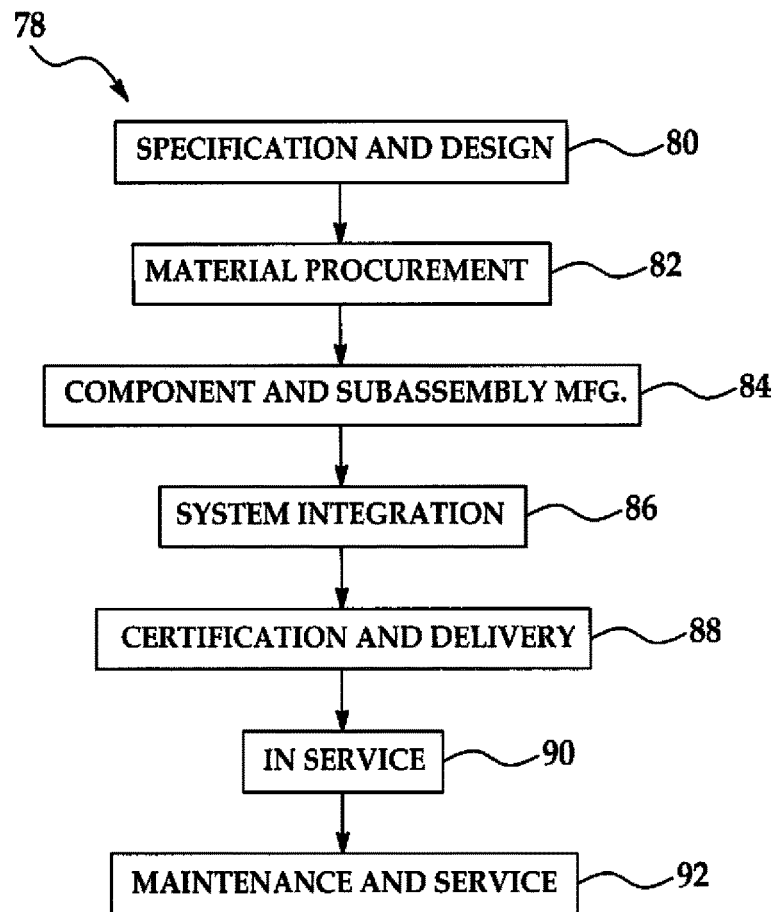 78
SPECIFICATION AND DESIGN 80
MATERIAL PROCUREMENT 82
COMPONENT AND SUBASSEMBLY MFG. 84
SYSTEM INTEGRATION 86
CERTIFICATION AND DELIVERY 88
IN SERVICE 90
MAINTENANCE AND SERVICE 92